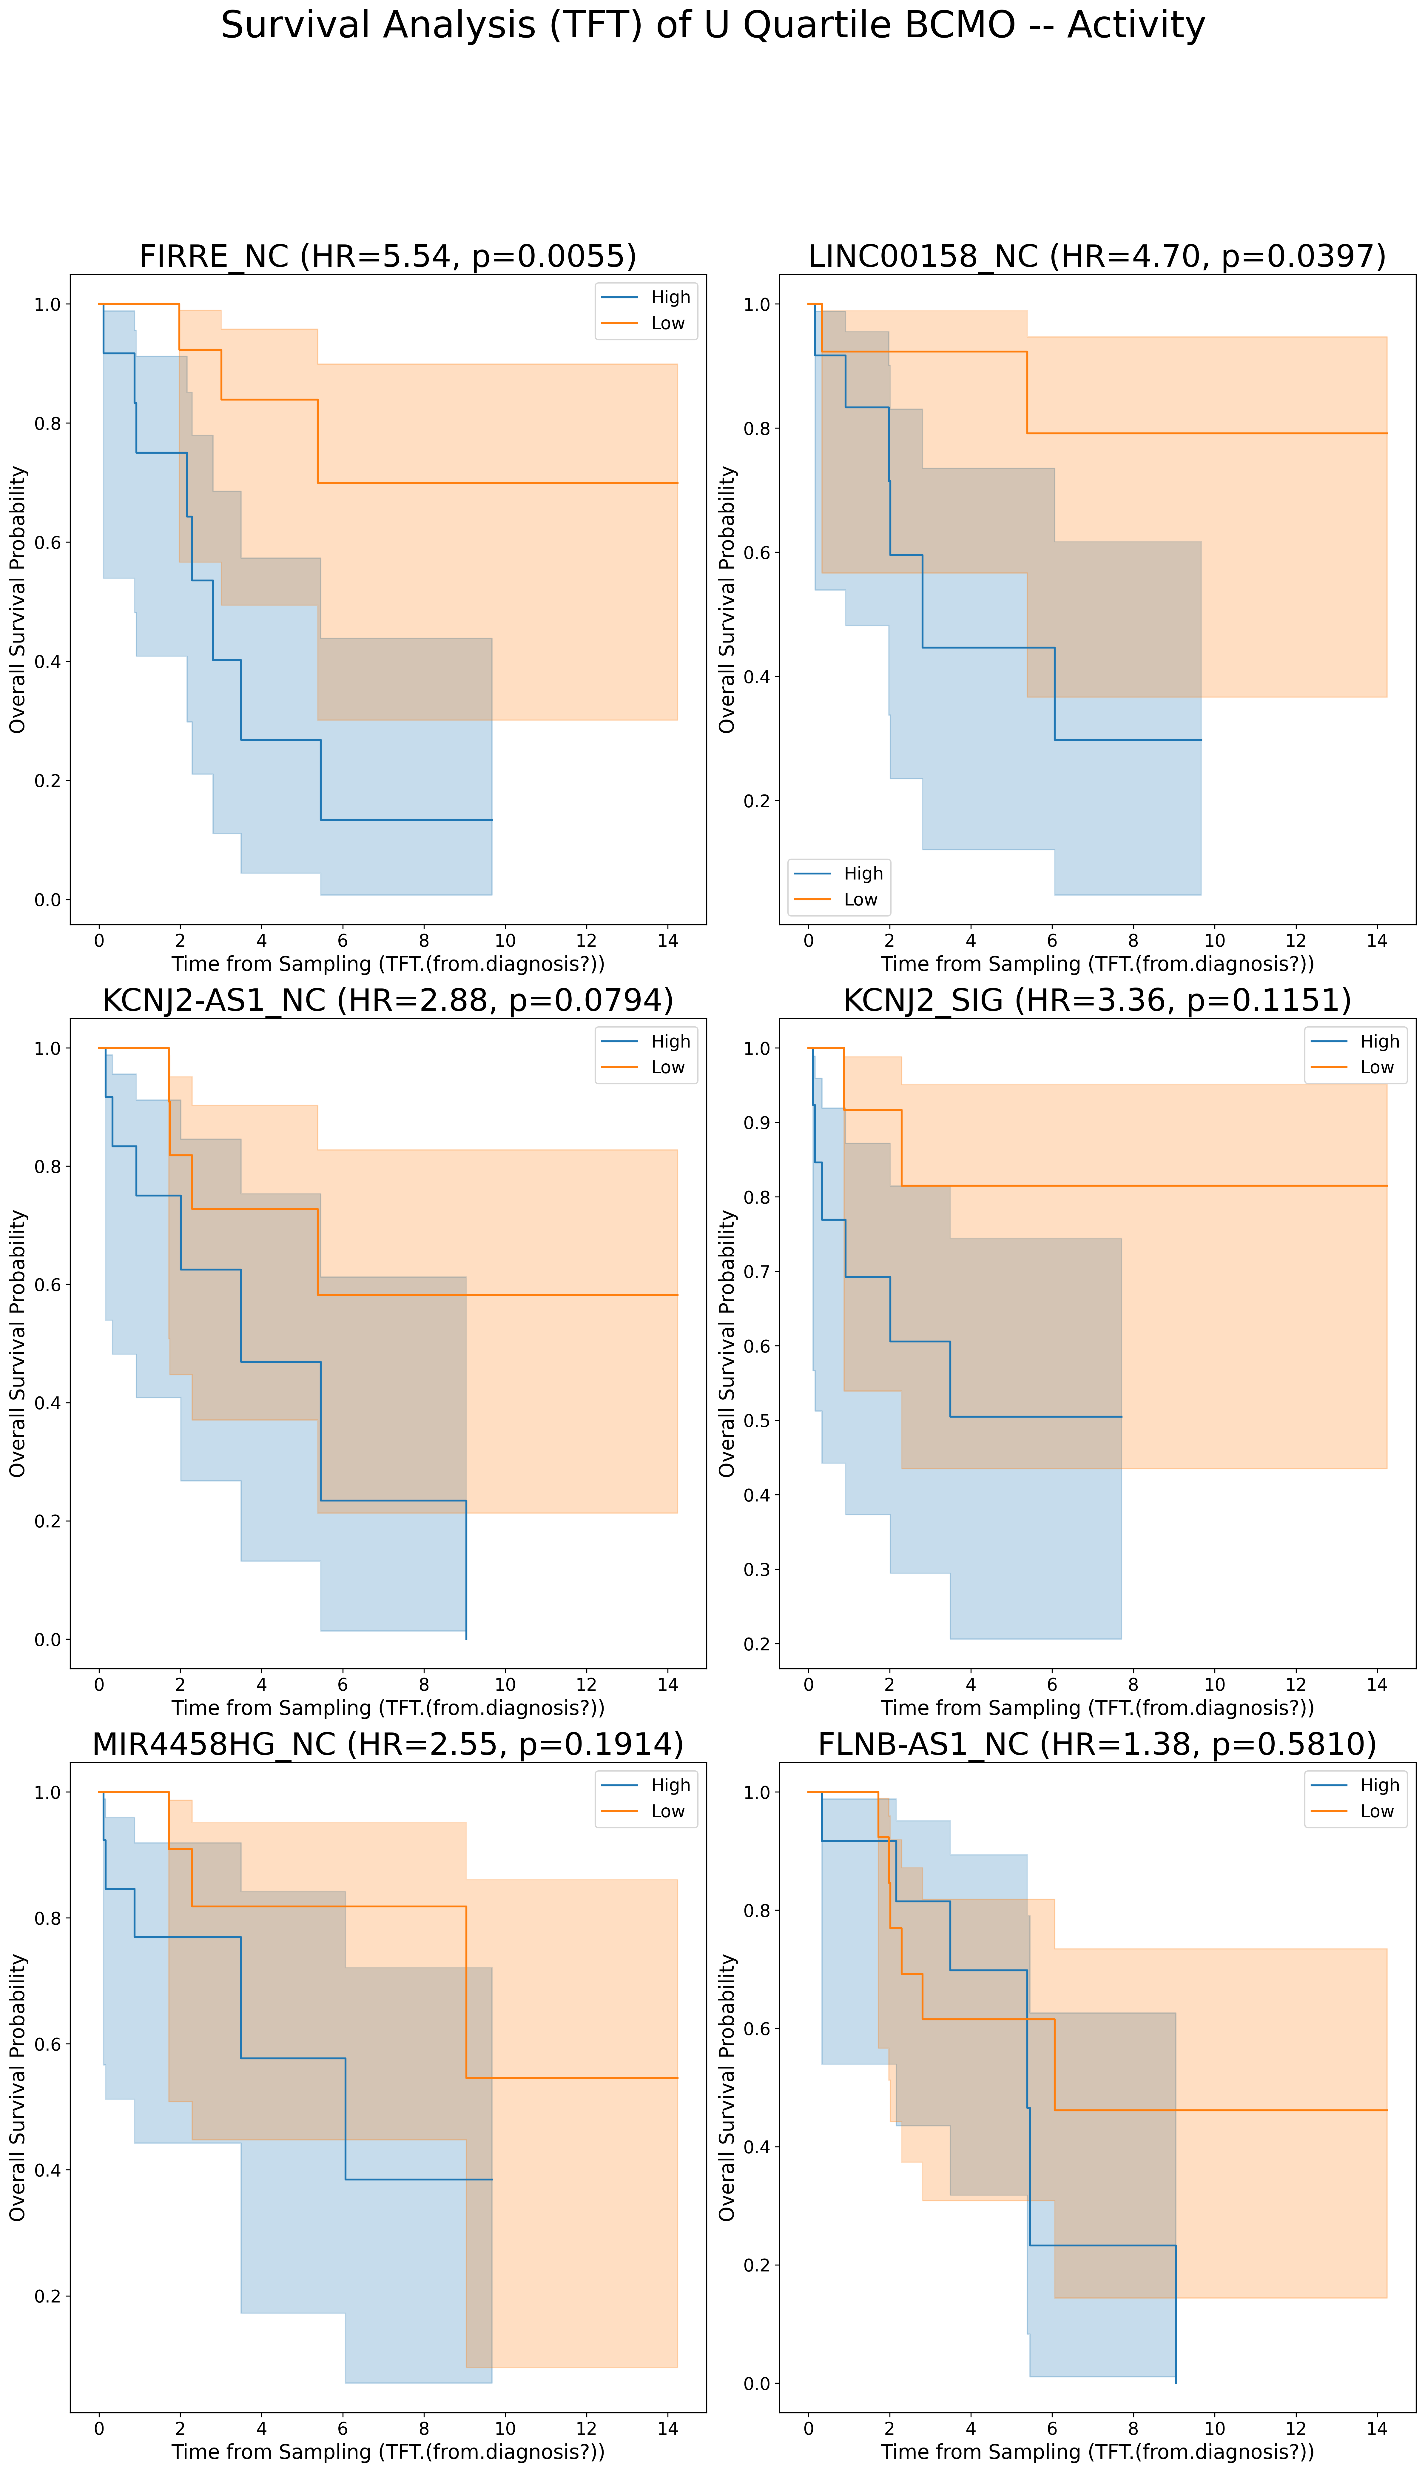 Survival Analysis (TFT) of U Quartile BCMO -- Activity
FIRRE_NC (HR=5.54, p=0.0055)
1.0
0.8
0.6
0.4
0.2
0.0
Overall Survival Probability
High
Low
0 2 4 6 8 10 12 14
Time from Sampling (TFT.(from.diagnosis?))
LINC00158_NC (HR=4.70, p=0.0397)
1.0
0.8
0.6
0.4
0.2
Overall Survival Probability
High
Low
0 2 4 6 8 10 12 14
Time from Sampling (TFT.(from.diagnosis?))
KCNJ2-AS1_NC (HR=2.88, p=0.0794)
1.0
0.8
0.6
0.4
0.2
0.0
Overall Survival Probability
High
Low
0 2 4 6 8 10 12 14
Time from Sampling (TFT.(from.diagnosis?))
KCNJ2_SIG (HR=3.36, p=0.1151)
1.0
0.9
0.8
0.7
0.6
0.5
0.4
0.3
0.2
Overall Survival Probability
High
Low
0 2 4 6 8 10 12 14
Time from Sampling (TFT.(from.diagnosis?))
MIR4458HG_NC (HR=2.55, p=0.1914)
1.0
0.8
0.6
0.4
0.2
Overall Survival Probability
High
Low
0 2 4 6 8 10 12 14
Time from Sampling (TFT.(from.diagnosis?))
FLNB-AS1_NC (HR=1.38, p=0.5810)
1.0
0.8
0.6
0.4
0.2
0.0
Overall Survival Probability
High
Low
0 2 4 6 8 10 12 14
Time from Sampling (TFT.(from.diagnosis?))